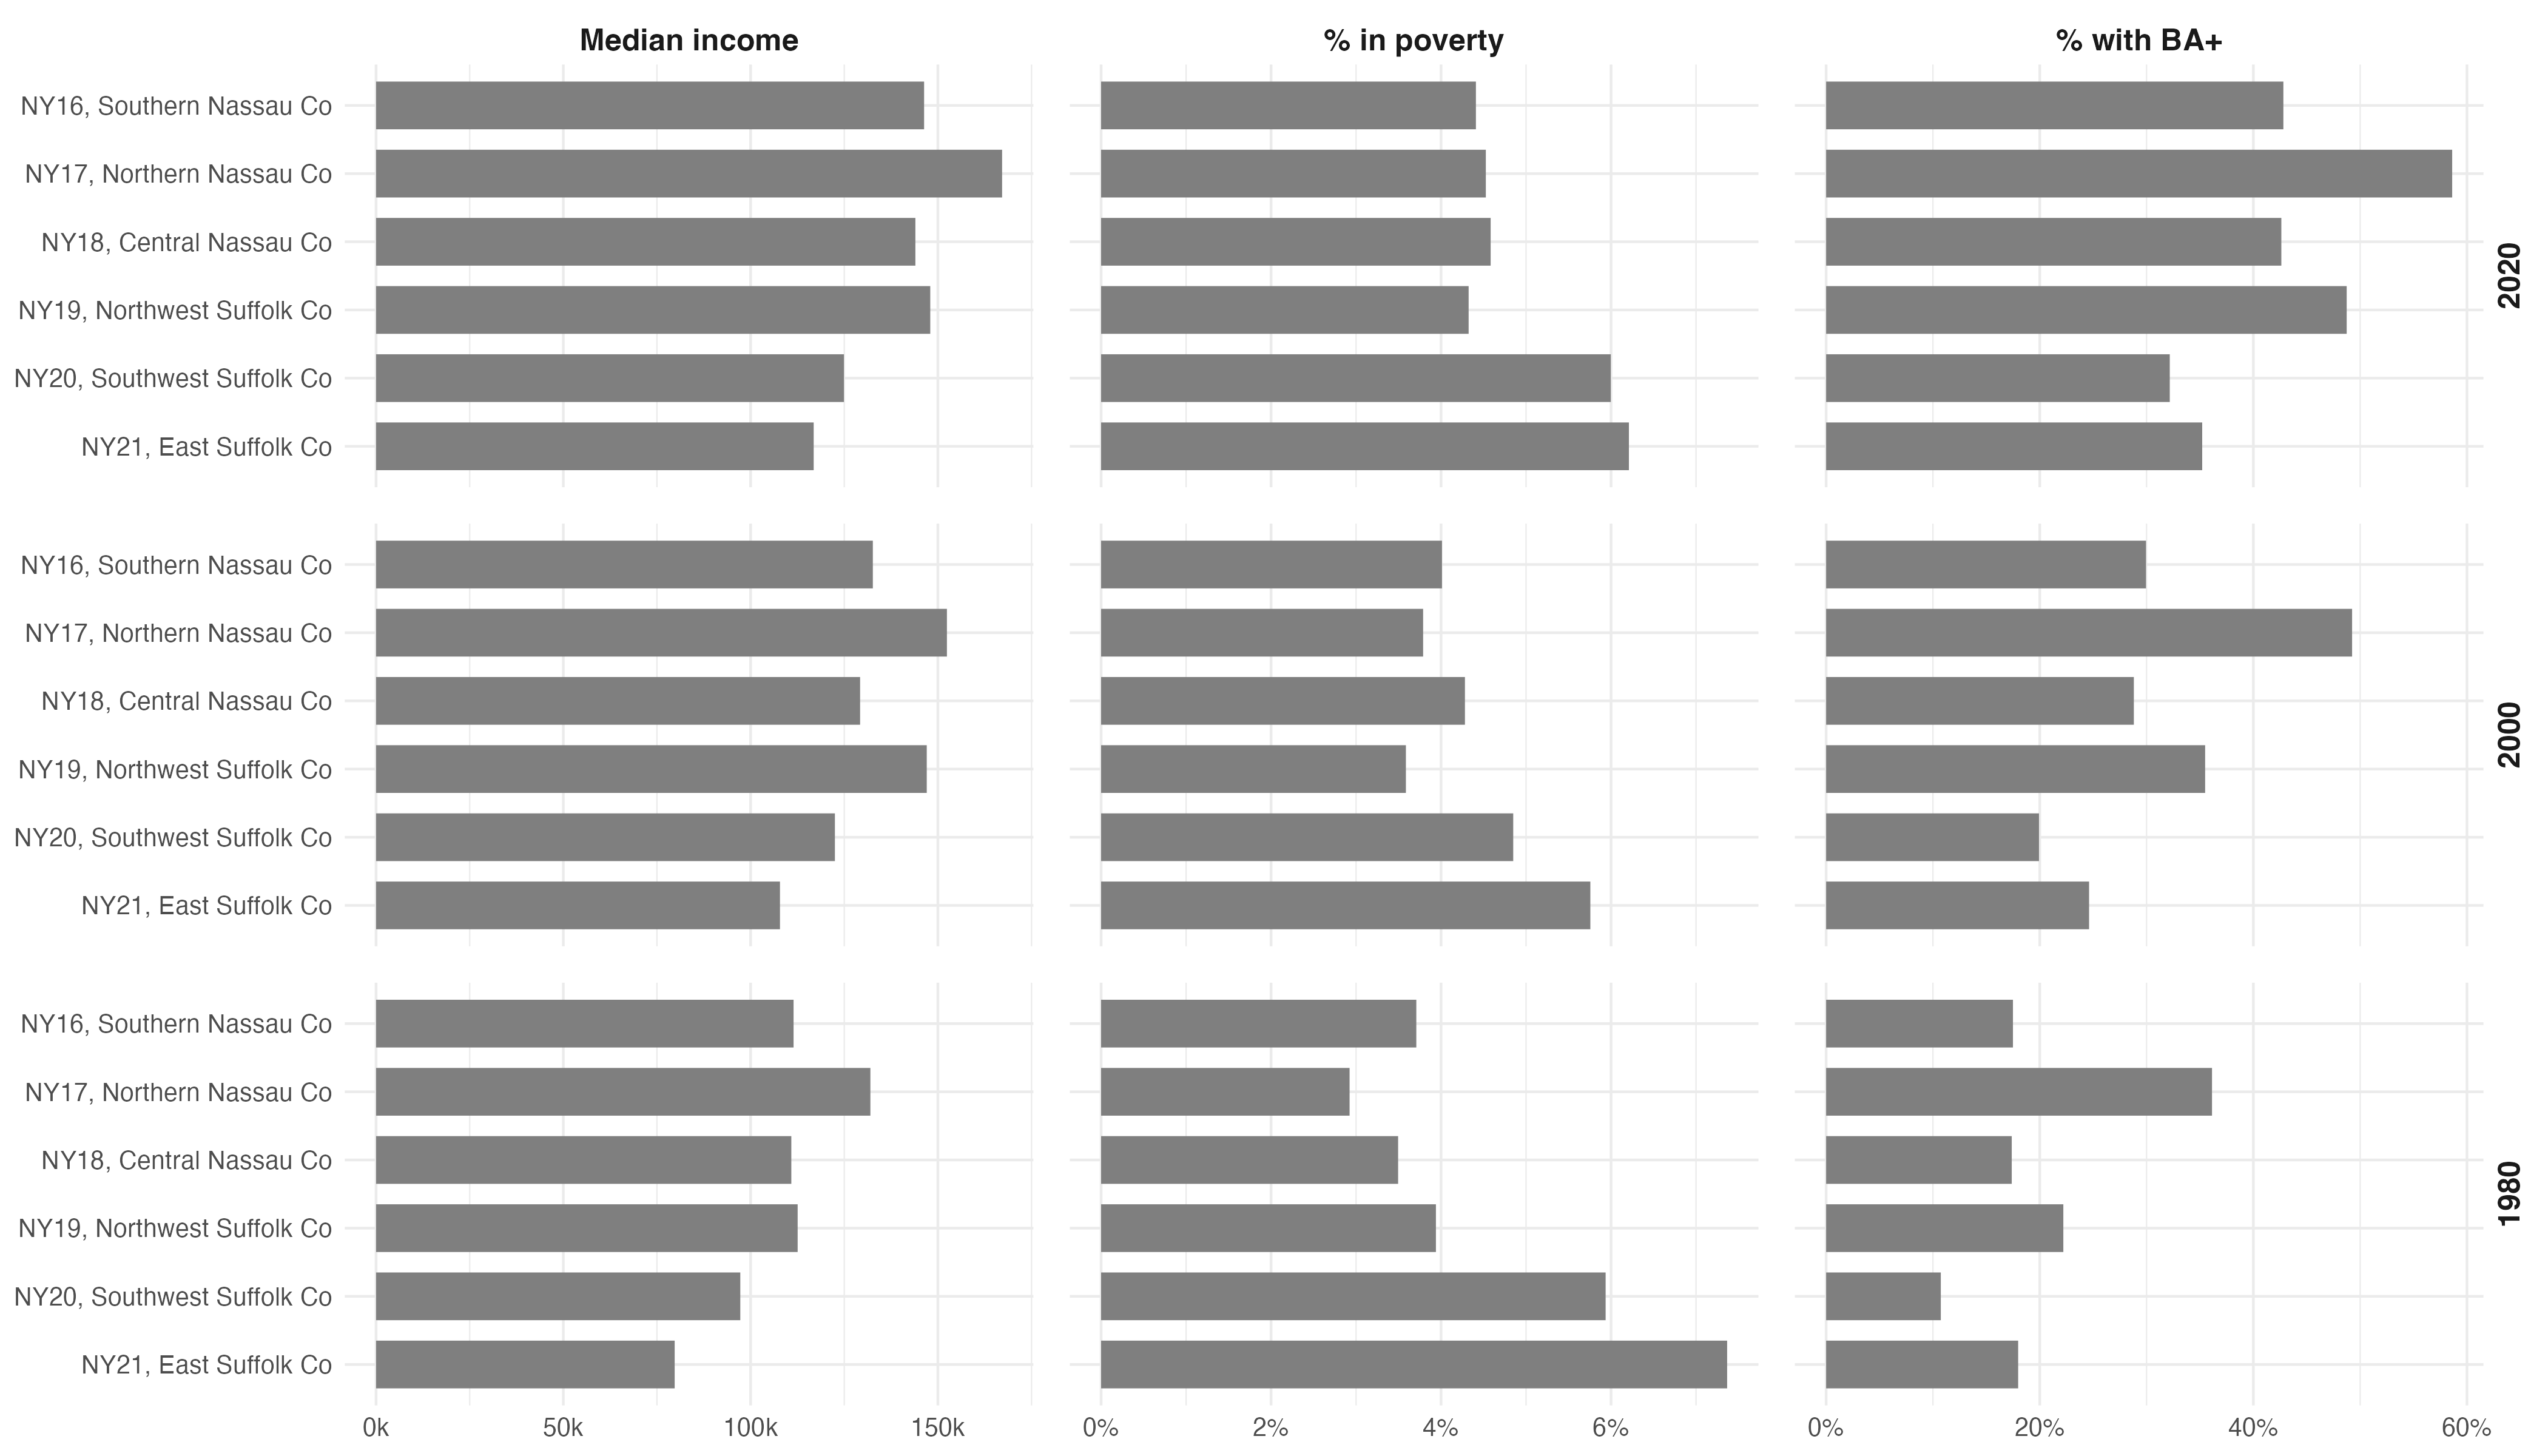 Median income
% in poverty
% with BA+
NY16, Southern Nassau Co
NY17, Northern Nassau Co
NY18, Central Nassau Co
NY19, Northwest Suffolk Co
NY20, Southwest Suffolk Co
NY21, East Suffolk Co
2020
NY16, Southern Nassau Co
NY17, Northern Nassau Co
NY18, Central Nassau Co
NY19, Northwest Suffolk Co
NY20, Southwest Suffolk Co
NY21, East Suffolk Co
2000
NY16, Southern Nassau Co
NY17, Northern Nassau Co
NY18, Central Nassau Co
NY19, Northwest Suffolk Co
NY20, Southwest Suffolk Co
NY21, East Suffolk Co
1980
0k 50k 100k 150k
0% 2% 4% 6%
0% 20% 40% 60%